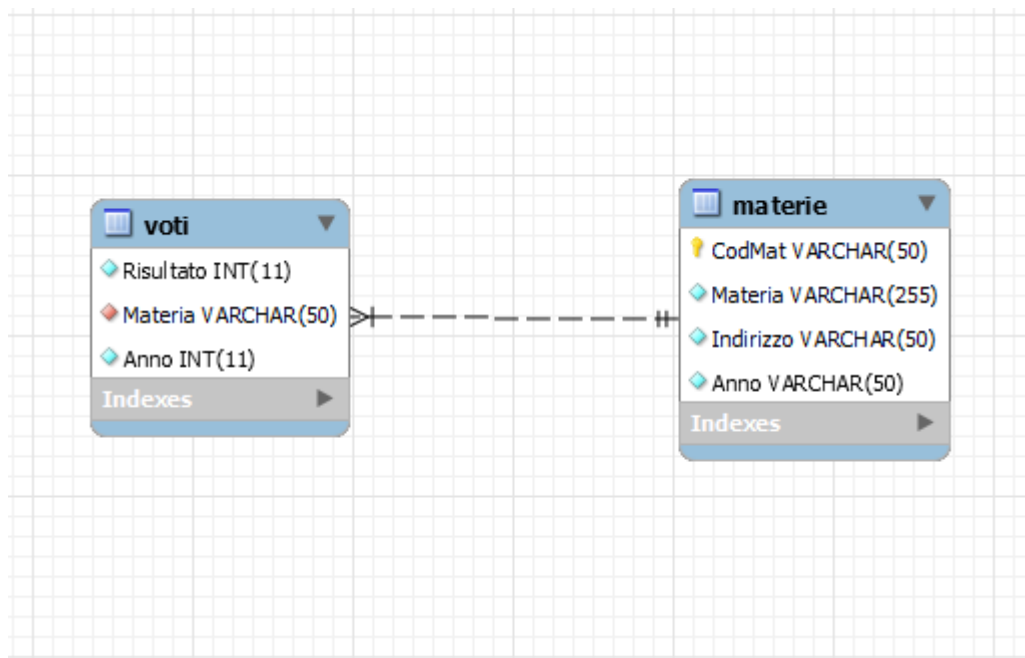 voti
Risultato INT(11)
Materia VARCHAR(50)
Anno INT(11)
Indexes
materie
CodMat VARCHAR(50)
Materia VARCHAR(255)
Indirizzo VARCHAR(50)
Anno VARCHAR(50)
Indexes